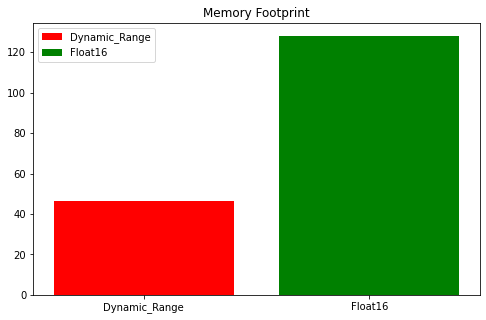 Memory Footprint
Dynamic_Range
Float16
120
100
80
60
40
20
0
Dynamic_Range Float16